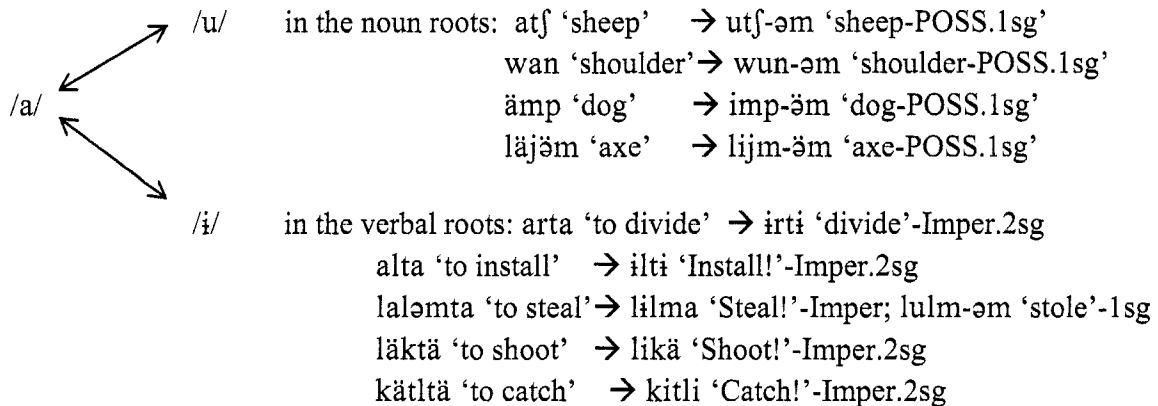 /u/ in the noun roots: atʃ ‘sheep’ → utʃ-əm ‘sheep-POSS.1sg’
wan ‘shoulder’ → wun-əm ‘shoulder-POSS.1sg’
/a/ ämp ‘dog’ → imp-ə̈m ‘dog-POSS.1sg’
läjə̈m ‘axe’ → lijm-ə̈m ‘axe-POSS.1sg’
/ɨ/ in the verbal roots: arta ‘to divide’ → ɨrtɨ ‘divide’-Imper.2sg
alta ‘to install’ → ɨltɨ ‘Install!’-Imper.2sg
laləmta ‘to steal’ → lɨlma ‘Steal!’-Imper; lulm-əm ‘stole’-1sg
läktä ‘to shoot’ → likä ‘Shoot!’-Imper.2sg
kätltä ‘to catch’ → kitli ‘Catch!’-Imper.2sg